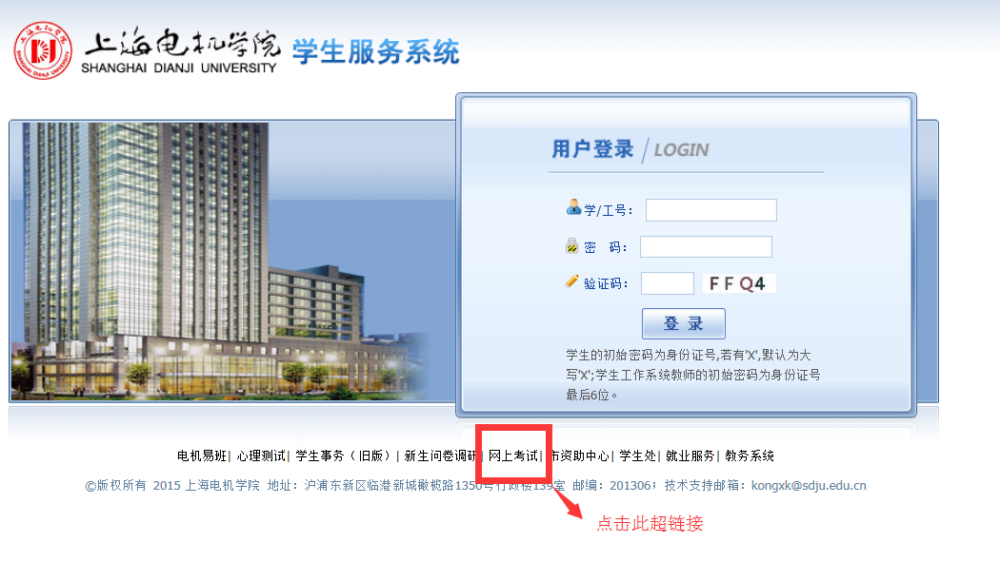 上海电机学院 学生服务系统
SHANGHAI DIANJI UNIVERSITY
用户登录 / LOGIN
学/工号：
密 码：
验证码： FFQ4
登 录
学生的初始密码为身份证号,若有'X',默认为大
写'X';学生工作系统教师的初始密码为身份证号
最后6位。
电机易班| 心理测试| 学生事务（旧版）| 新生问卷调研| 网上考试| 市资助中心| 学生处| 就业服务| 教务系统
©版权所有 2015 上海电机学院 地址：沪浦东新区临港新城橄榄路1350号行政楼139室 邮编：201306；技术支持邮箱：kongxk@sdju.edu.cn
点击此超链接